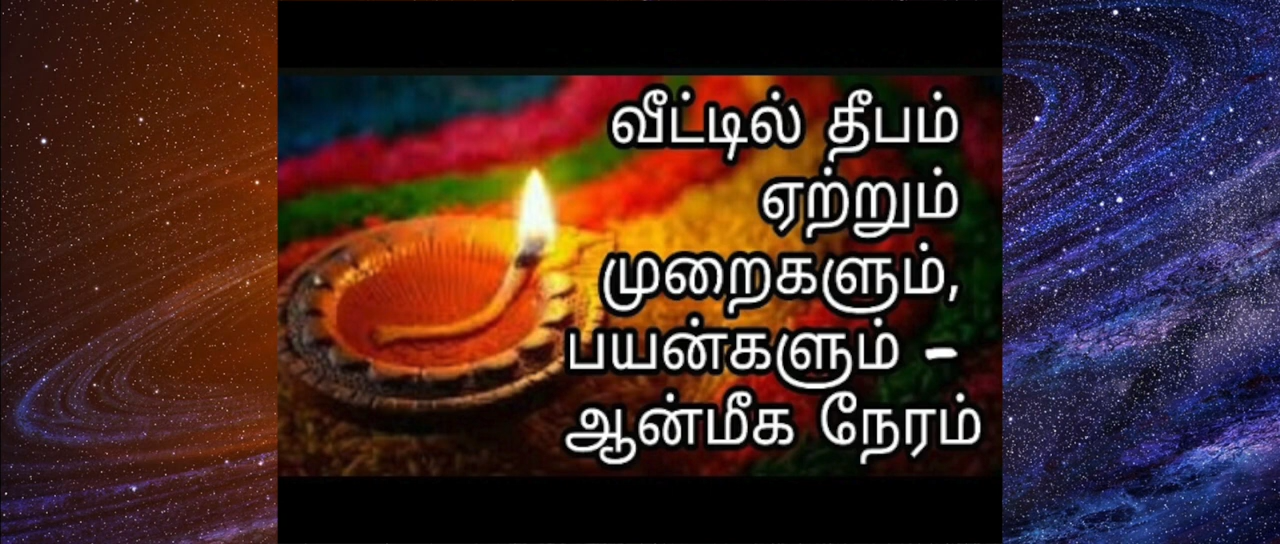 வீட்டில் தீபம்
ஏற்றும்
முறைகளும்,
பயன்களும் –
ஆன்மீக நேரம்